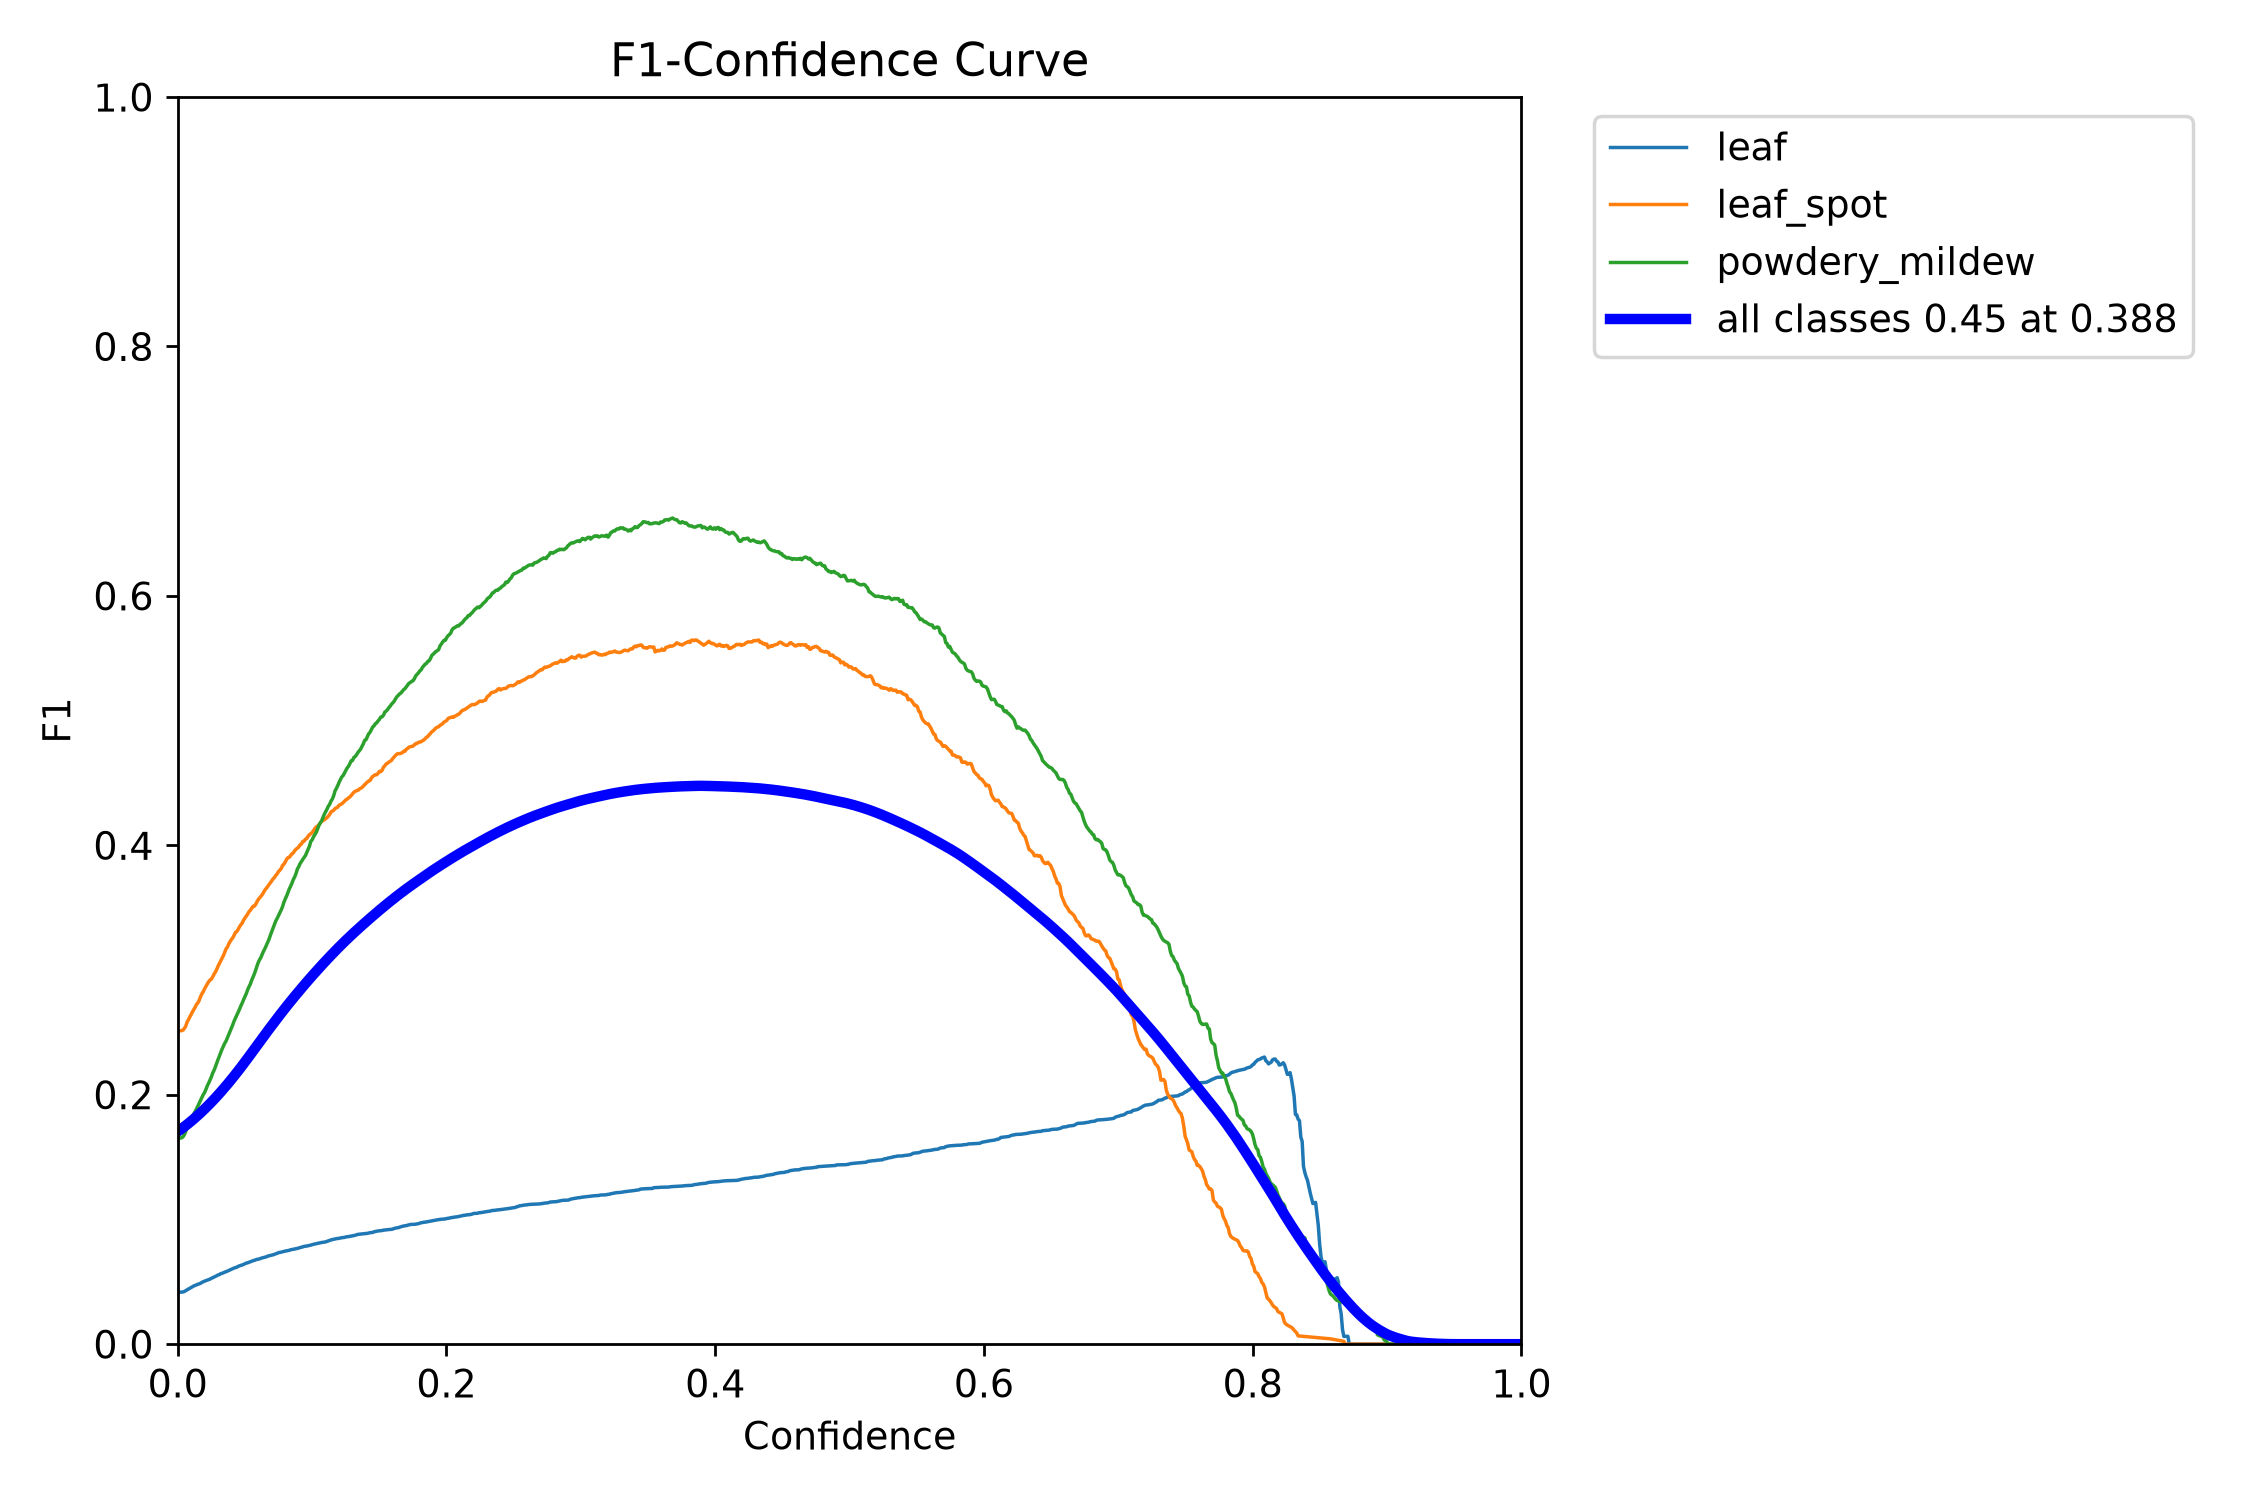 F1-Confidence Curve
1.0
0.8
0.6
0.4
0.2
0.0
F1
0.0 0.2 0.4 0.6 0.8 1.0
Confidence
leaf
leaf_spot
powdery_mildew
all classes 0.45 at 0.388